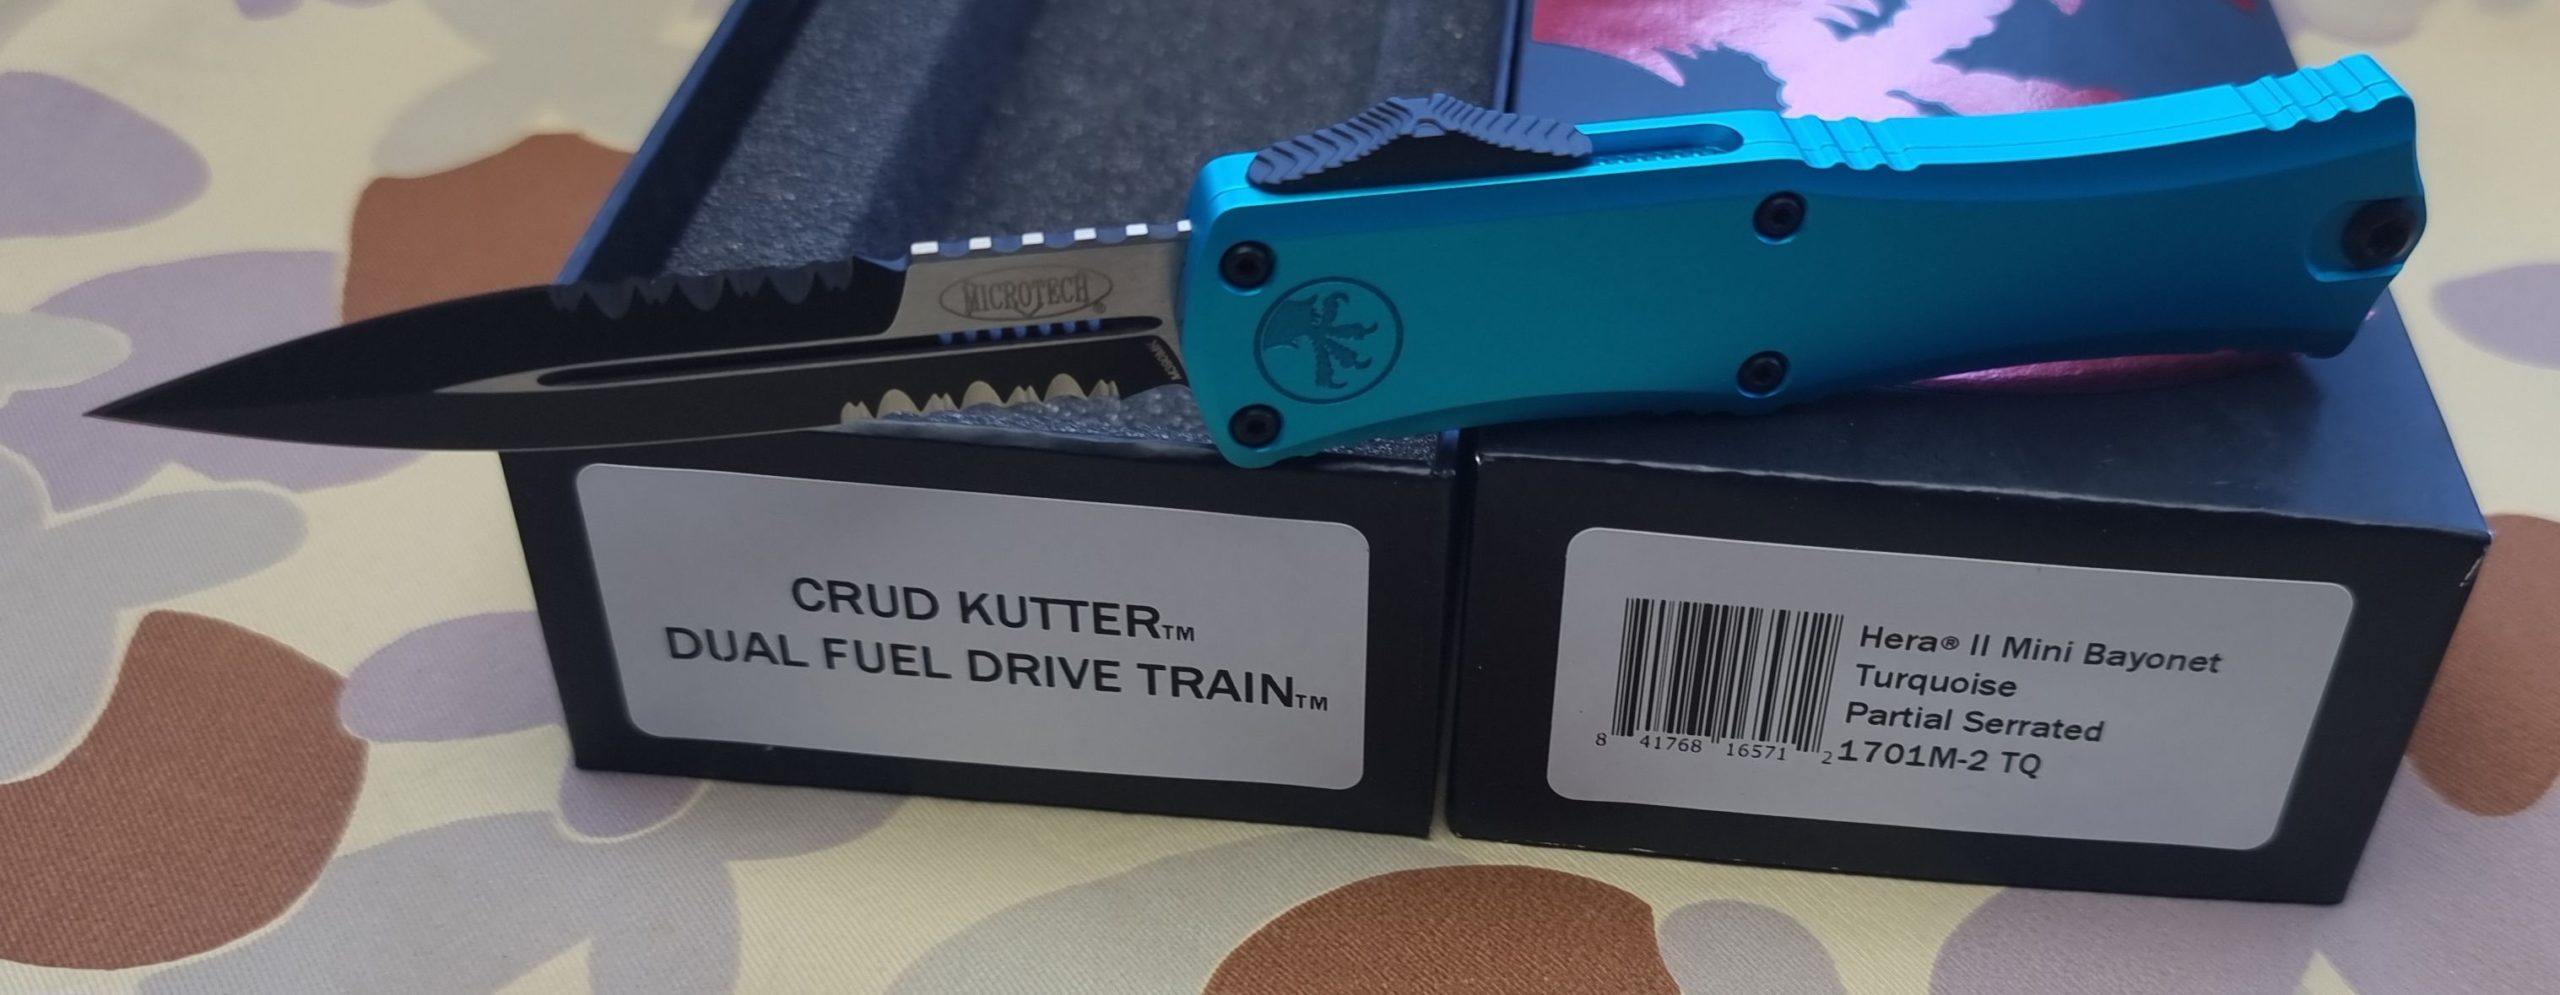 MICROTECH®
M390MK
CRUD KUTTER™
DUAL FUEL DRIVE TRAIN™
Hera® II Mini Bayonet
Turquoise
Partial Serrated
1701M-2 TQ
8 41768 16571 2